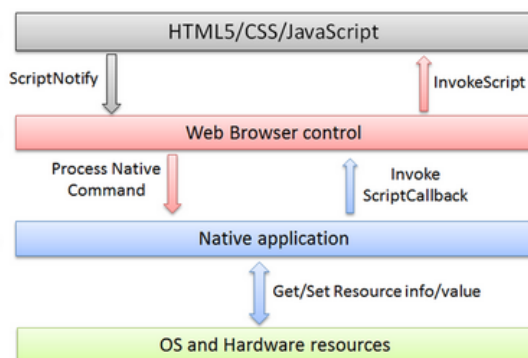 HTML5/CSS/JavaScript
ScriptNotify
InvokeScript
Web Browser control
Process Native
Command
Invoke
ScriptCallback
Native application
Get/Set Resource info/value
OS and Hardware resources